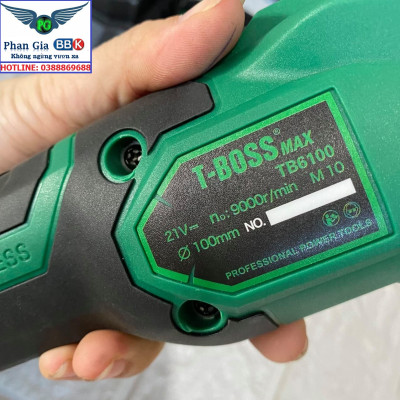 PG
Phan Gia BBK
Không ngừng vươn xa
HOTLINE: 0388869688
T-BOSS® MAX
TB6100
21V⎓ n₀: 9000r/min M10
Ø 100mm NO.
PROFESSIONAL POWER TOOLS